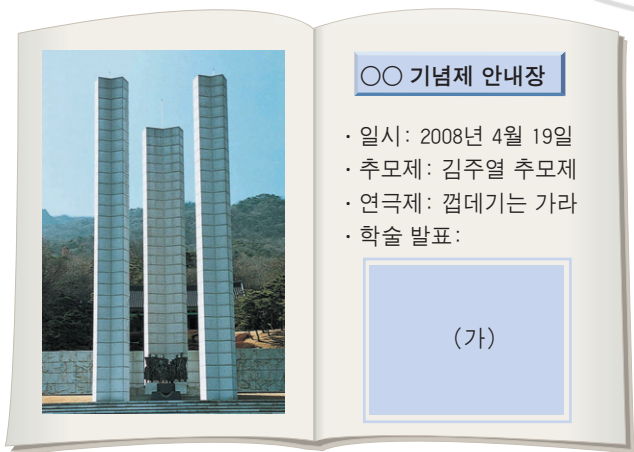 ○○ 기념제 안내장
· 일시: 2008년 4월 19일
· 추모제: 김주열 추모제
· 연극제: 껍데기는 가라
· 학술 발표:
(가)